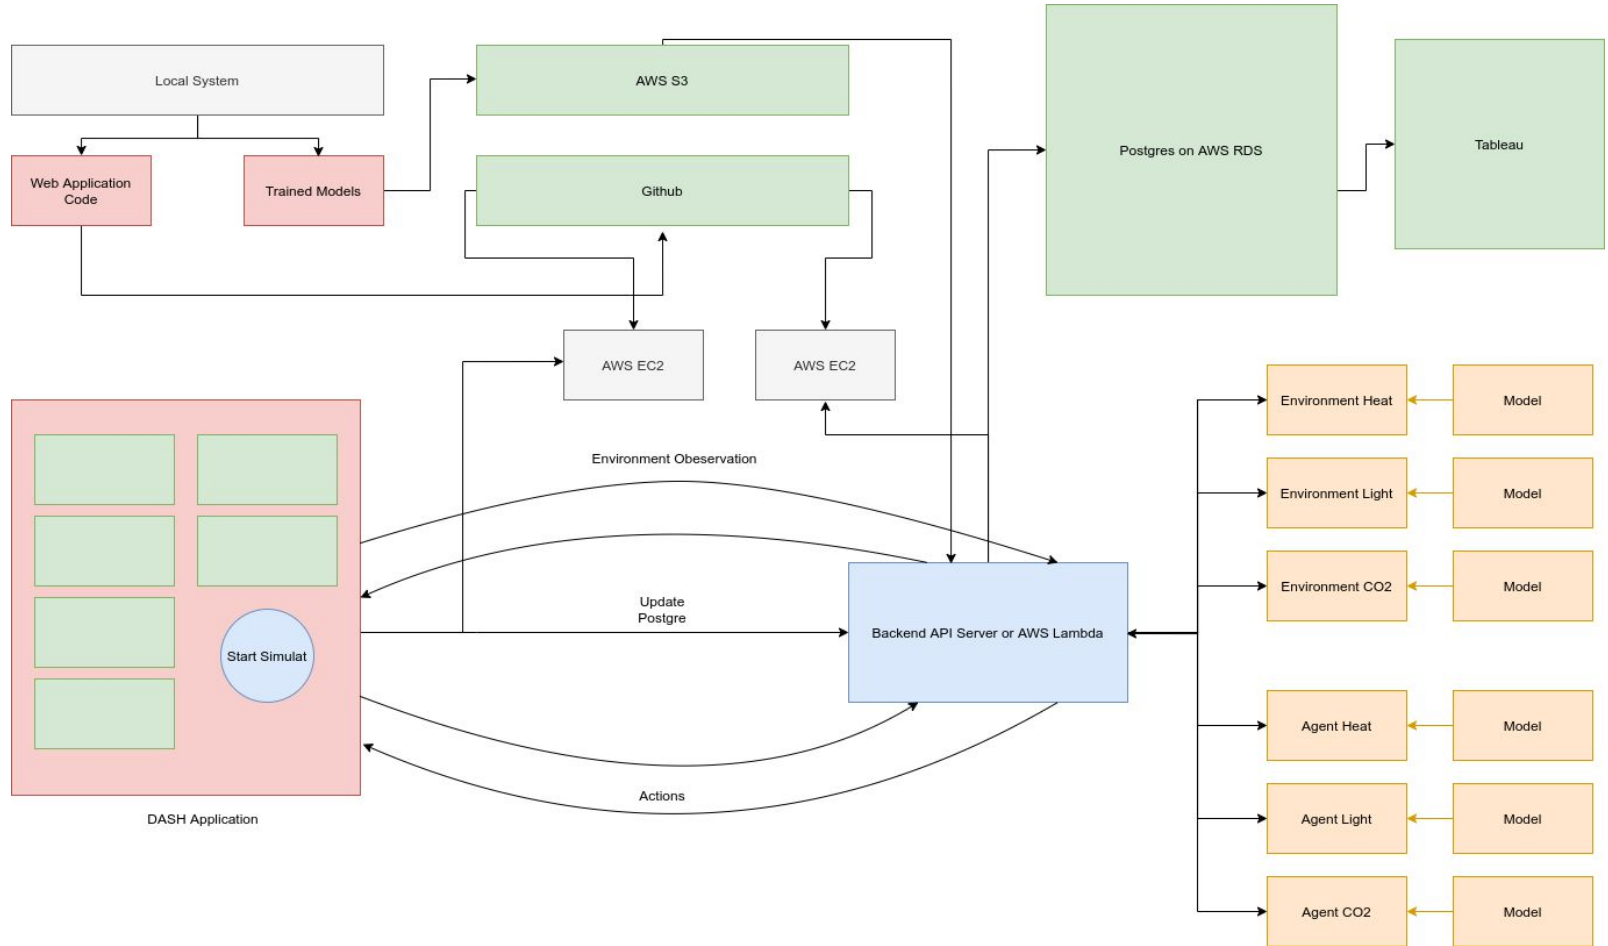 Local System
AWS S3
Postgres on AWS RDS
Tableau
Web Application
Code
Trained Models
Github
AWS EC2
AWS EC2
Environment Heat
Model
Environment Obeservation
Environment Light
Model
Environment CO2
Model
Update
Postgre
Backend API Server or AWS Lambda
Start Simulat
Agent Heat
Model
Actions
DASH Application
Agent Light
Model
Agent CO2
Model